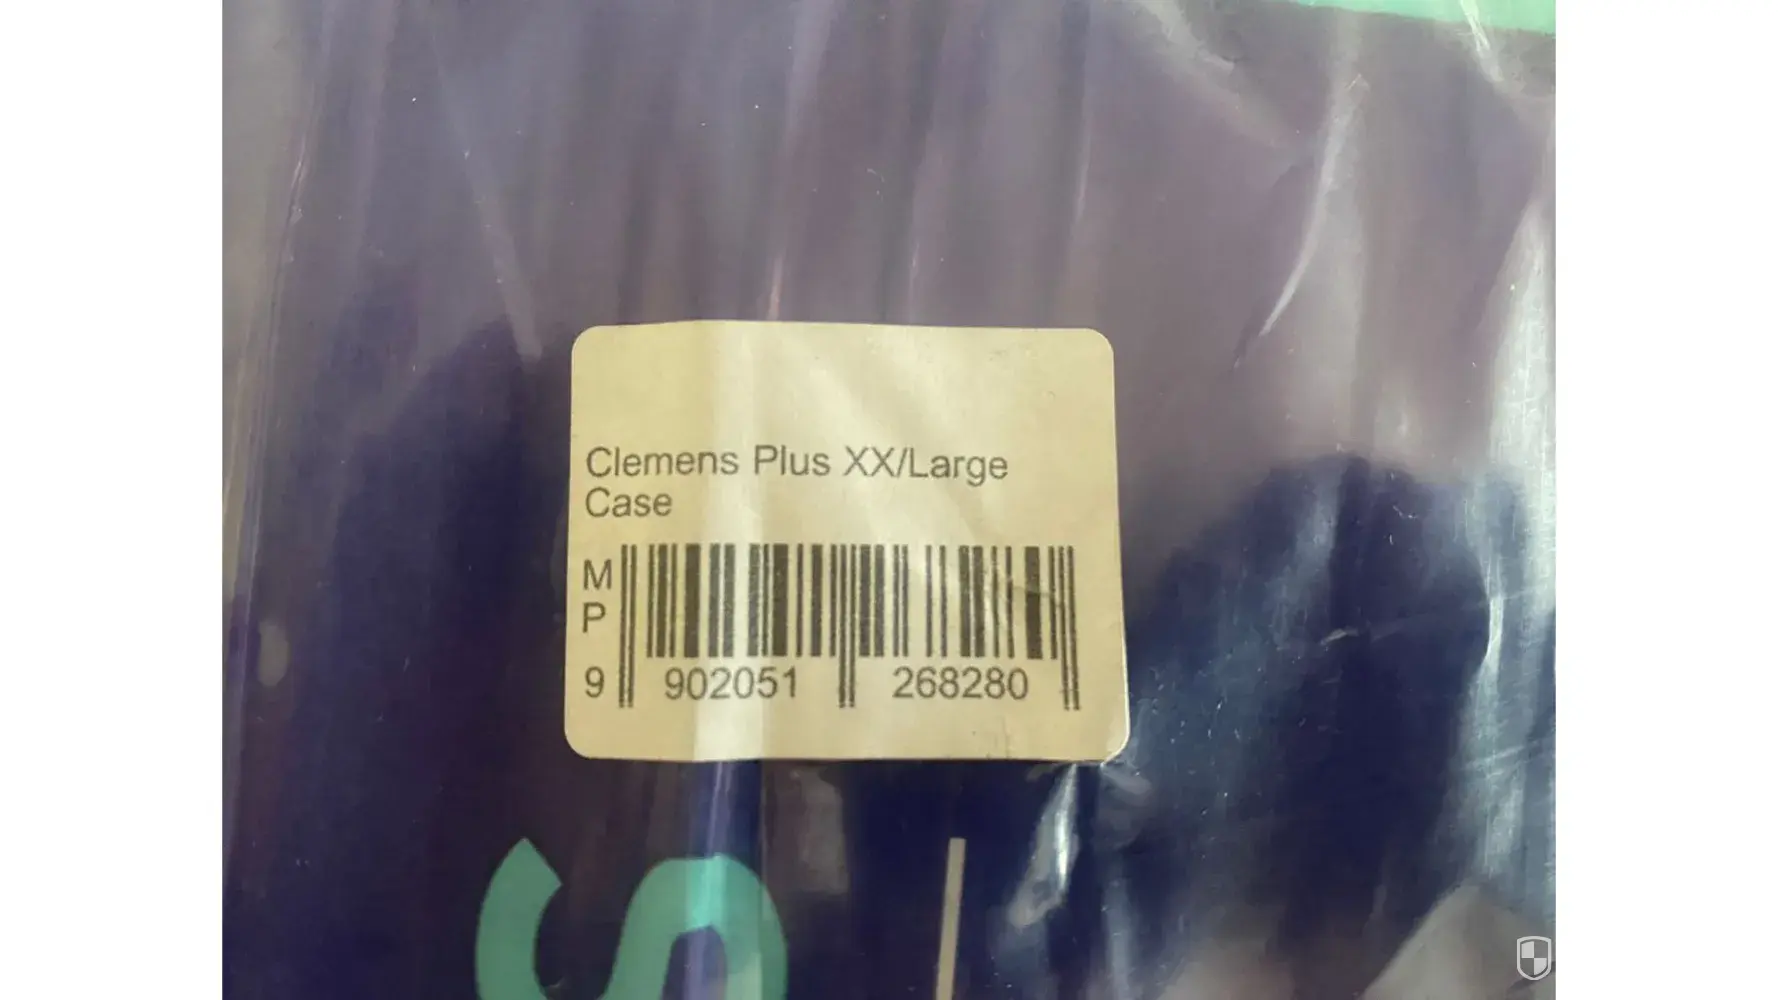 Clemens Plus XX/Large
Case
M
P
9 902051 268280
S